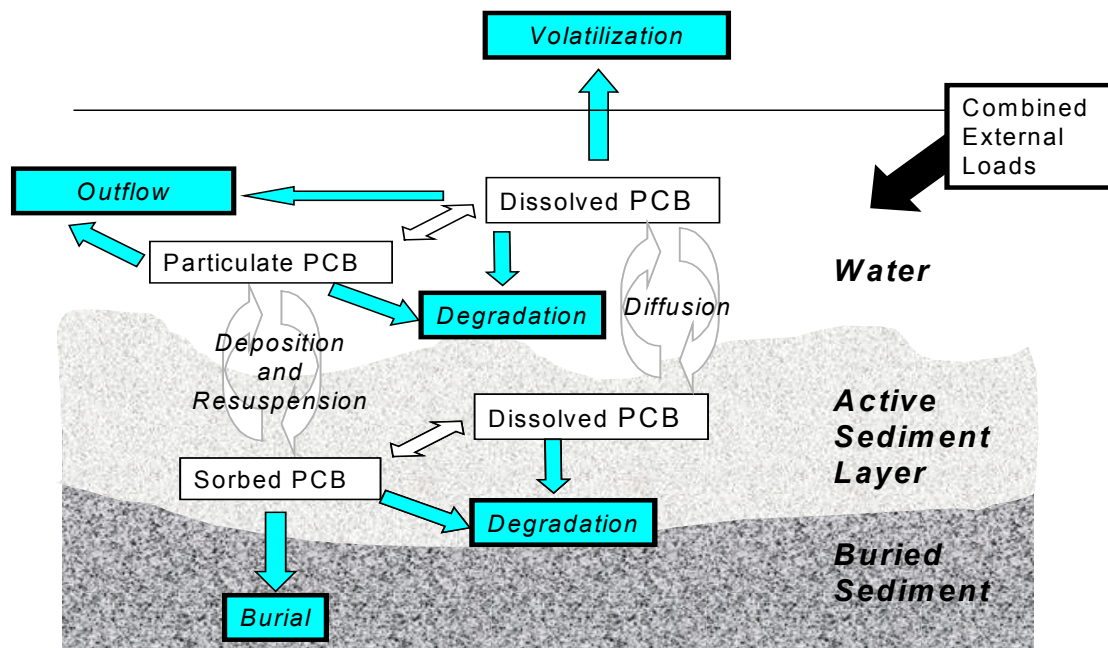 Volatilization
Combined
External
Loads
Outflow
Dissolved PCB
Particulate PCB
Water
Degradation
Diffusion
Deposition
and
Resuspension
Dissolved PCB
Active
Sediment
Layer
Sorbed PCB
Degradation
Buried
Sediment
Burial